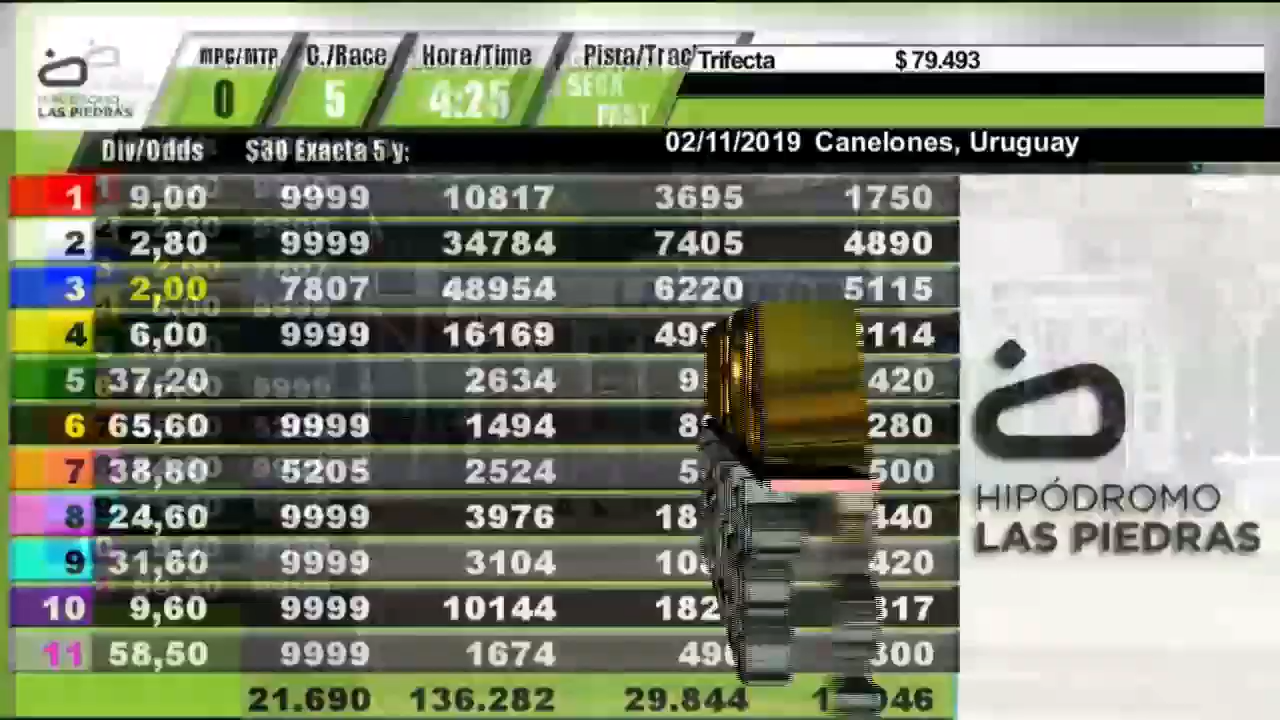 MPG/MTP C./Race Hora/Time Pista/Trac Trifecta $ 79.493
0 5 4:25 SECA FAST
LAS PIEDRAS
02/11/2019 Canelones, Uruguay
Div/Odds $30 Exacta 5 y:
1 9,00 9999 10817 3695 1750
2 2,80 9999 34784 7405 4890
3 2,00 7807 48954 6220 5115
4 6,00 9999 16169
5 37,20 2634 420
6 65,60 9999 1494 280
7 38,80 5205 2524 500
8 24,60 9999 3976
9 31,60 9999 3104 420
10 9,60 9999 10144
11 58,50 9999 1674
21.690 136.282 29.844
HIPÓDROMO
LAS PIEDRAS